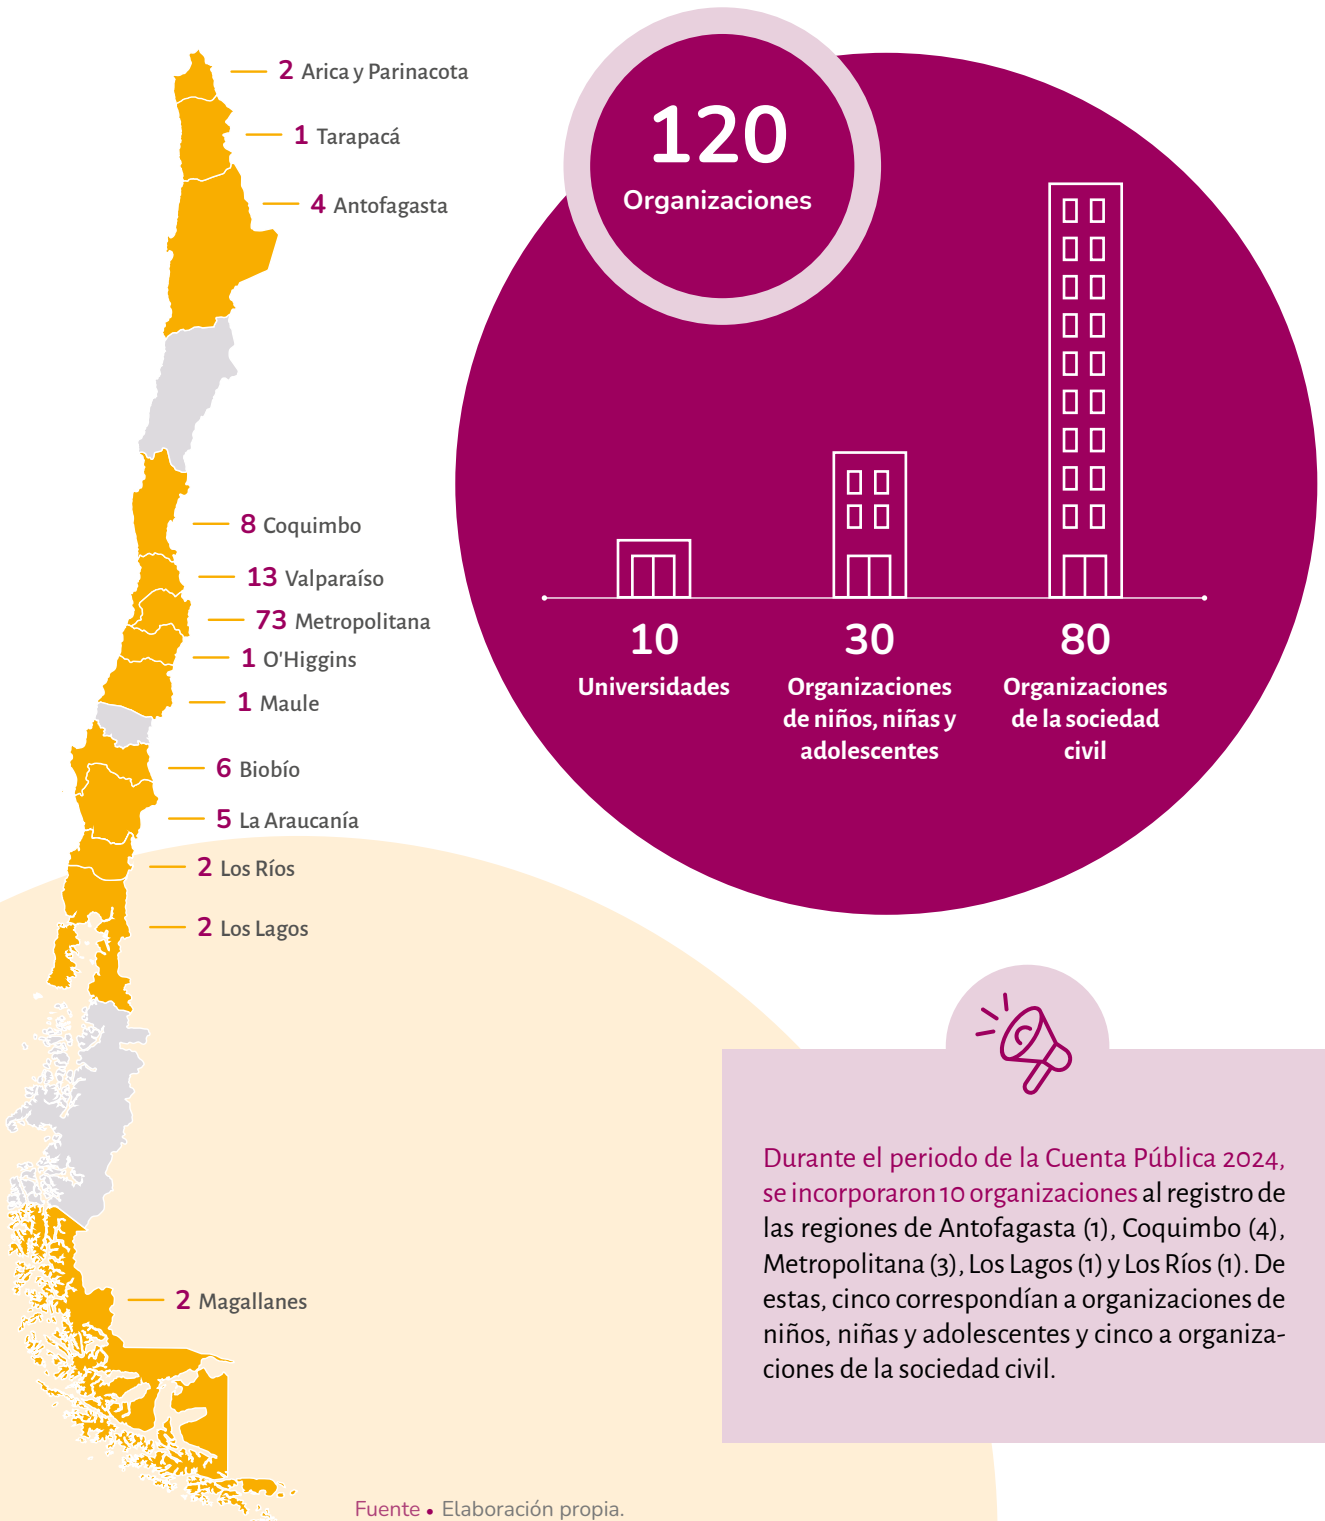 2 Arica y Parinacota
1 Tarapacá
4 Antofagasta
8 Coquimbo
13 Valparaíso
73 Metropolitana
1 O'Higgins
1 Maule
6 Biobío
5 La Araucanía
2 Los Ríos
2 Los Lagos
2 Magallanes
120
Organizaciones
10
Universidades
30
Organizaciones
de niños, niñas y
adolescentes
80
Organizaciones
de la sociedad
civil
Durante el periodo de la Cuenta Pública 2024,
se incorporaron 10 organizaciones al registro de
las regiones de Antofagasta (1), Coquimbo (4),
Metropolitana (3), Los Lagos (1) y Los Ríos (1). De
estas, cinco correspondían a organizaciones de
niños, niñas y adolescentes y cinco a organiza-
ciones de la sociedad civil.
Fuente • Elaboración propia.